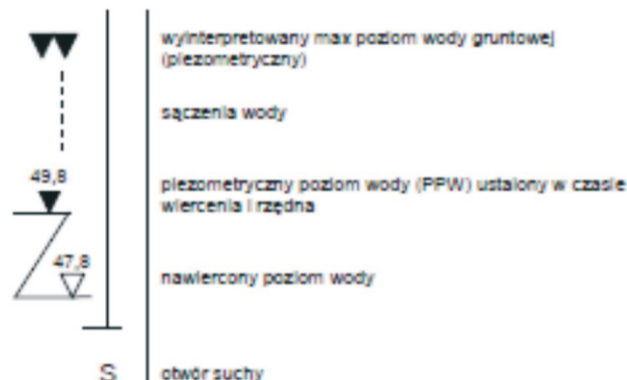 wyinterpretowany max poziom wody gruntowej
(piezometryczny)
sączenia wody
49,8
piezometryczny poziom wody (PPW) ustalony w czasie
wiercenia i rzędna
47,8
nawiercony poziom wody
S
otwór suchy